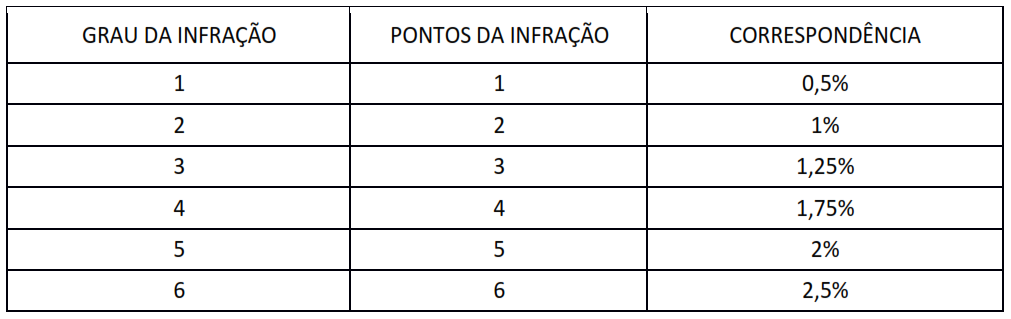 GRAU DA INFRAÇÃO PONTOS DA INFRAÇÃO CORRESPONDÊNCIA
1 1 0,5%
2 2 1%
3 3 1,25%
4 4 1,75%
5 5 2%
6 6 2,5%